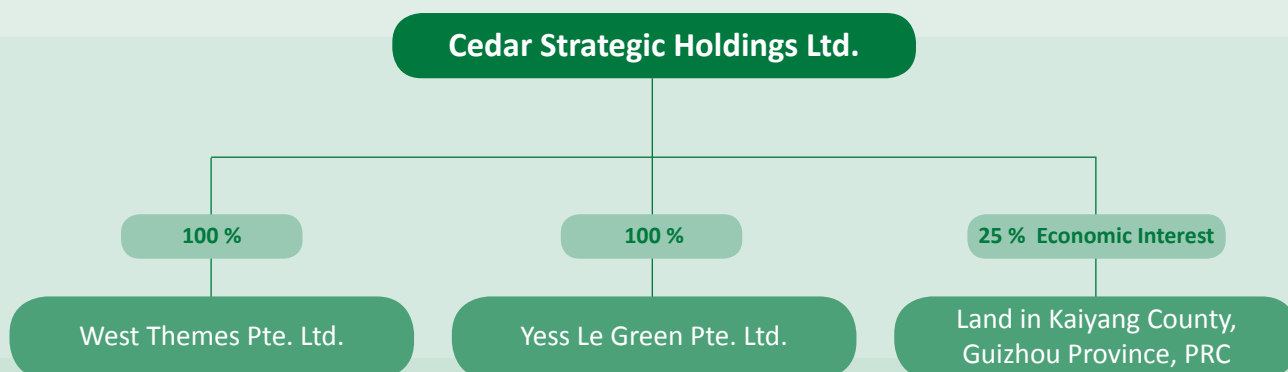 Cedar Strategic Holdings Ltd.
100 %
100 %
25 % Economic Interest
West Themes Pte. Ltd.
Yess Le Green Pte. Ltd.
Land in Kaiyang County,
Guizhou Province, PRC